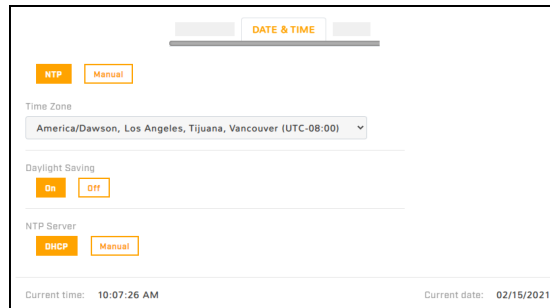 DATE & TIME
NTP Manual
Time Zone
America/Dawson, Los Angeles, Tijuana, Vancouver (UTC-08:00)
Daylight Saving
On Off
NTP Server
DHCP Manual
Current time: 10:07:26 AM Current date: 02/15/2021